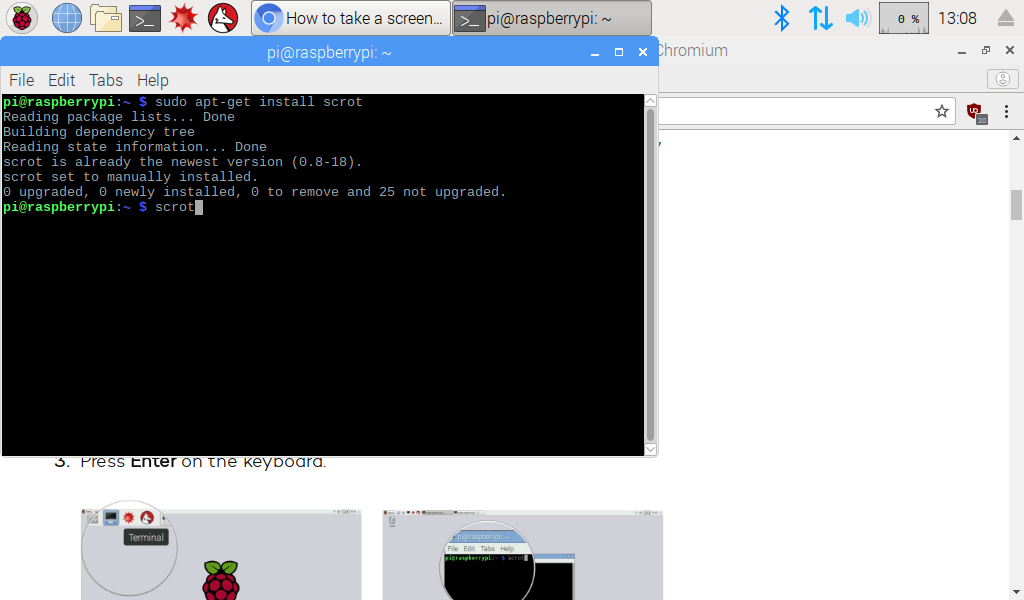 How to take a screen...
pi@raspberrypi: ~
0 %
13:08
pi@raspberrypi: ~
Chromium
File Edit Tabs Help
20
pi@raspberrypi:~ $ sudo apt-get install scrot
Reading package lists... Done
Building dependency tree
Reading state information... Done
scrot is already the newest version (0.8-18).
scrot set to manually installed.
0 upgraded, 0 newly installed, 0 to remove and 25 not upgraded.
pi@raspberrypi:~ $ scrot
3. Press Enter on the keyboard.
Terminal
pi@raspberrypi: ~
File Edit Tabs Help
pi@raspberrypi:~ $ scrot